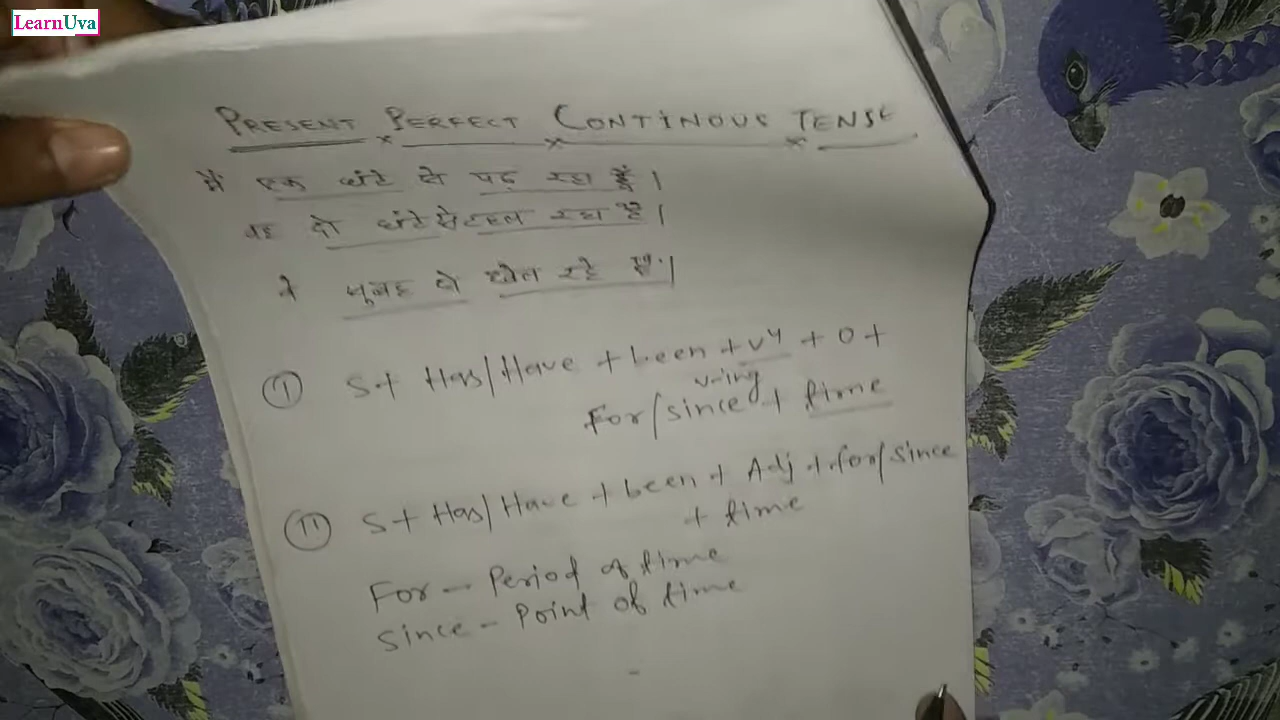 LearnUva
PRESENT PERFECT CONTINOUS TENSE
मैं एक घंटे से पढ़ रहा हूँ।
वह दो घंटे से टहल रहा है।
वे सुबह से खेल रहे हैं।
(I) S+ Has/Have + been + V4 + O +
V-ing
For/since + time
(II) S+ Has/Have + been + Adj + for/since
+ time
For - Period of time
Since - Point of time